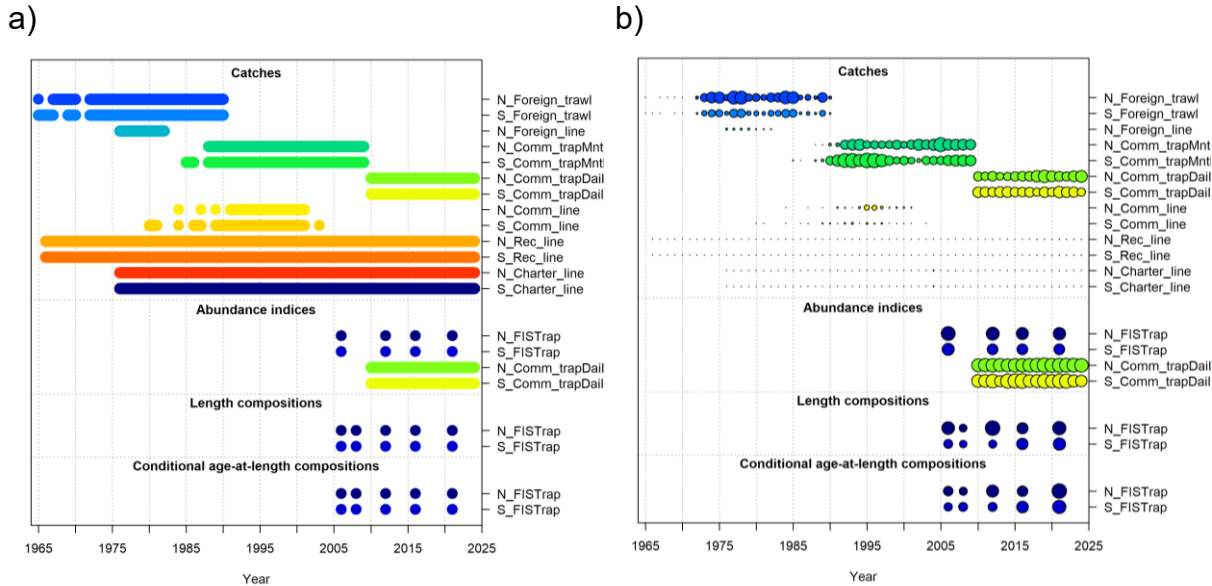 a)
Catches
N_Foreign_trawl
S_Foreign_trawl
N_Foreign_line
N_Comm_trapMntl
S_Comm_trapMntl
N_Comm_trapDail
S_Comm_trapDail
N_Comm_line
S_Comm_line
N_Rec_line
S_Rec_line
N_Charter_line
S_Charter_line
Abundance indices
N_FISTrap
S_FISTrap
N_Comm_trapDail
S_Comm_trapDail
Length compositions
N_FISTrap
S_FISTrap
Conditional age-at-length compositions
N_FISTrap
S_FISTrap
1965 1975 1985 1995 2005 2015 2025
Year
b)
Catches
N_Foreign_trawl
S_Foreign_trawl
N_Foreign_line
N_Comm_trapMntl
S_Comm_trapMntl
N_Comm_trapDail
S_Comm_trapDail
N_Comm_line
S_Comm_line
N_Rec_line
S_Rec_line
N_Charter_line
S_Charter_line
Abundance indices
N_FISTrap
S_FISTrap
N_Comm_trapDail
S_Comm_trapDail
Length compositions
N_FISTrap
S_FISTrap
Conditional age-at-length compositions
N_FISTrap
S_FISTrap
1965 1975 1985 1995 2005 2015 2025
Year